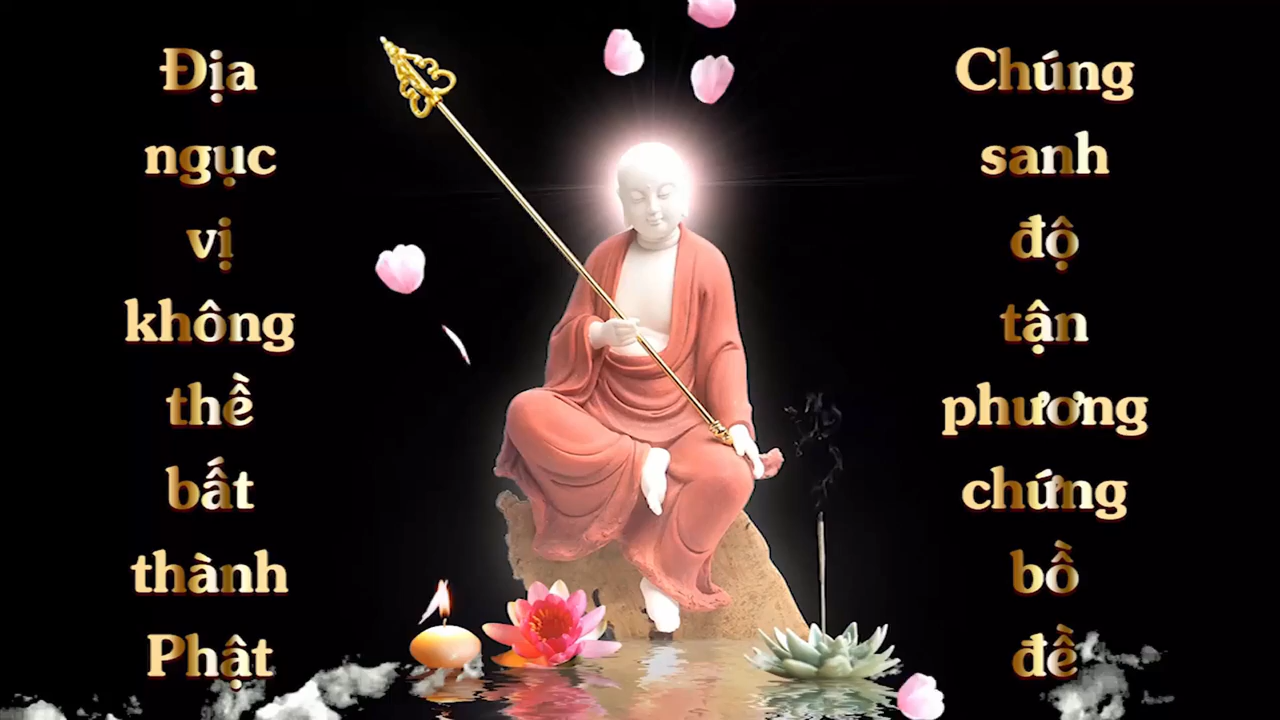 Địa
ngục
vị
không
thề
bất
thành
Phật
Chúng
sanh
độ
tận
phương
chứng
bồ
đề